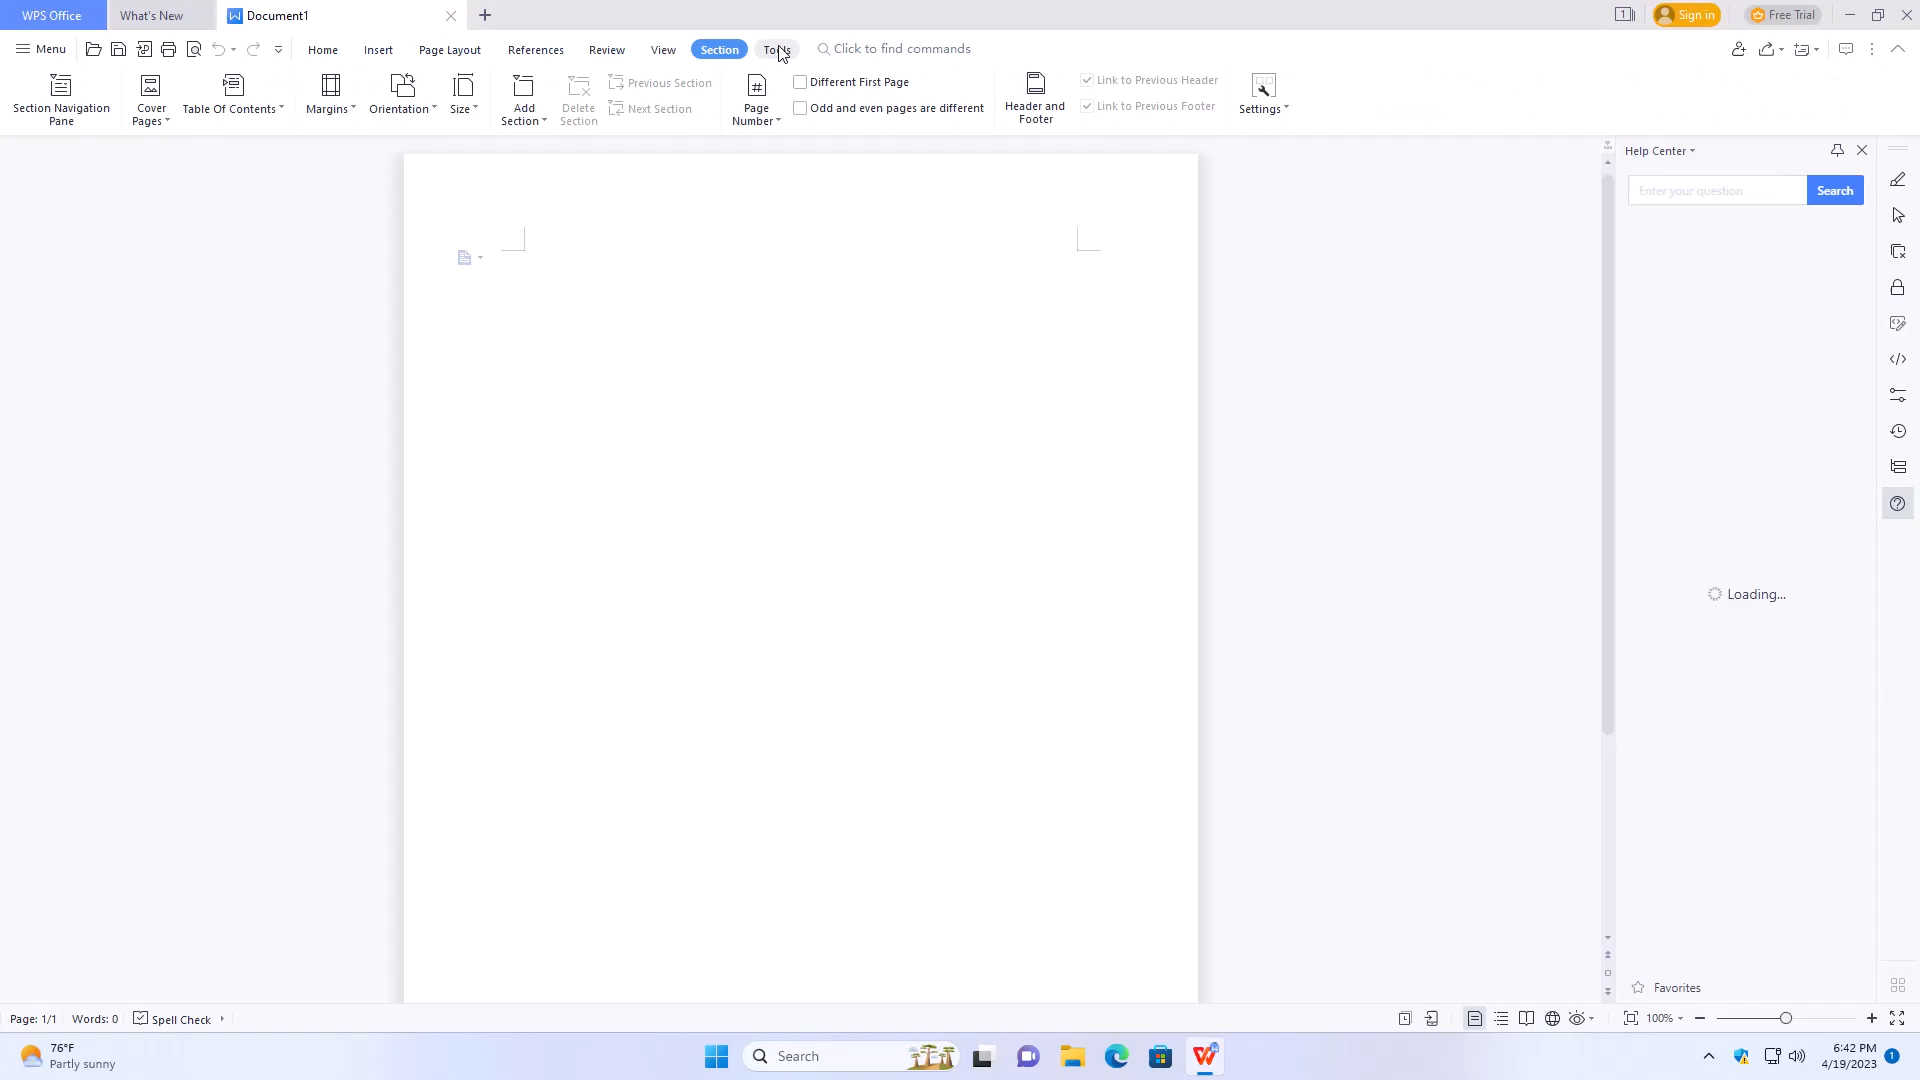 WPS Office
What's New
Document1
1
Sign in
Free Trial
Menu
Home
Insert
Page Layout
References
Review
View
Section
Tools
Click to find commands
Section Navigation
Pane
Cover
Pages
Table Of Contents
Margins
Orientation
Size
Add
Section
Delete
Section
Previous Section
Next Section
Page
Number
Different First Page
Odd and even pages are different
Header and
Footer
Link to Previous Header
Link to Previous Footer
Settings
Help Center
Enter your question
Search
Loading...
Favorites
Page: 1/1
Words: 0
Spell Check
100%
76°F
Partly sunny
Search
6:42 PM
4/19/2023
1